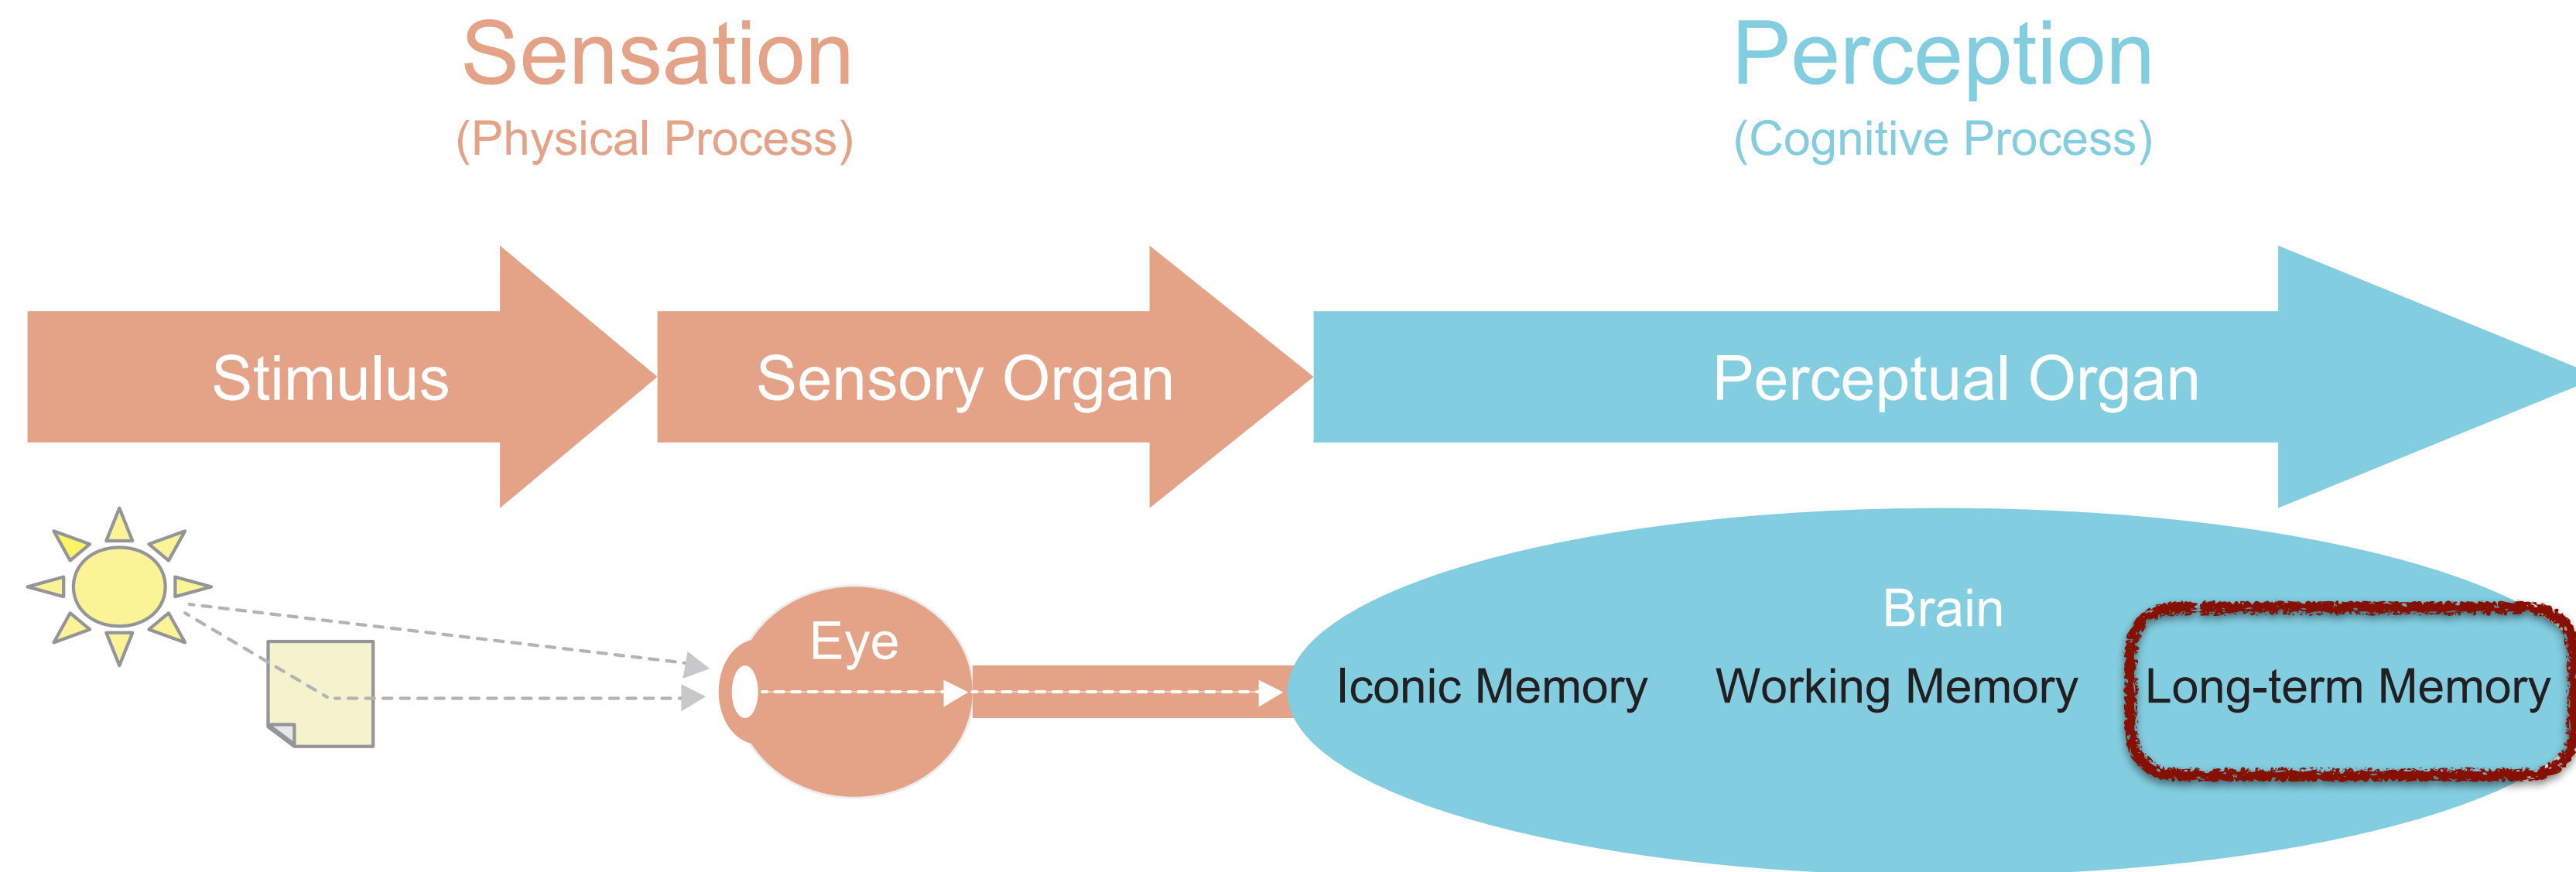 Sensation
(Physical Process)
Perception
(Cognitive Process)
Stimulus
Sensory Organ
Perceptual Organ
Eye
Brain
Iconic Memory
Working Memory
Long-term Memory